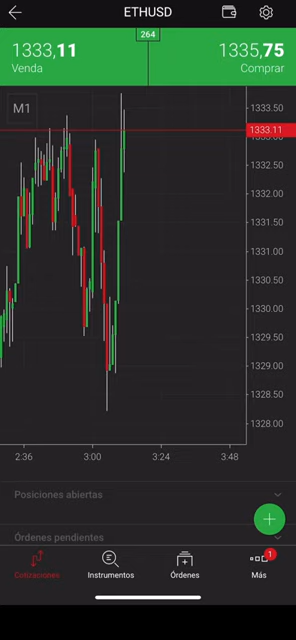 ETHUSD
264
1333,11
Venda
1335,75
Comprar
M1
1333.50
1333.11
1332.50
1332.00
1331.50
1331.00
1330.50
1330.00
1329.50
1329.00
1328.50
1328.00
2:36
3:00
3:24
3:48
Posiciones abiertas
Órdenes pendientes
1
Cotizaciones
Instrumentos
Órdenes
Más